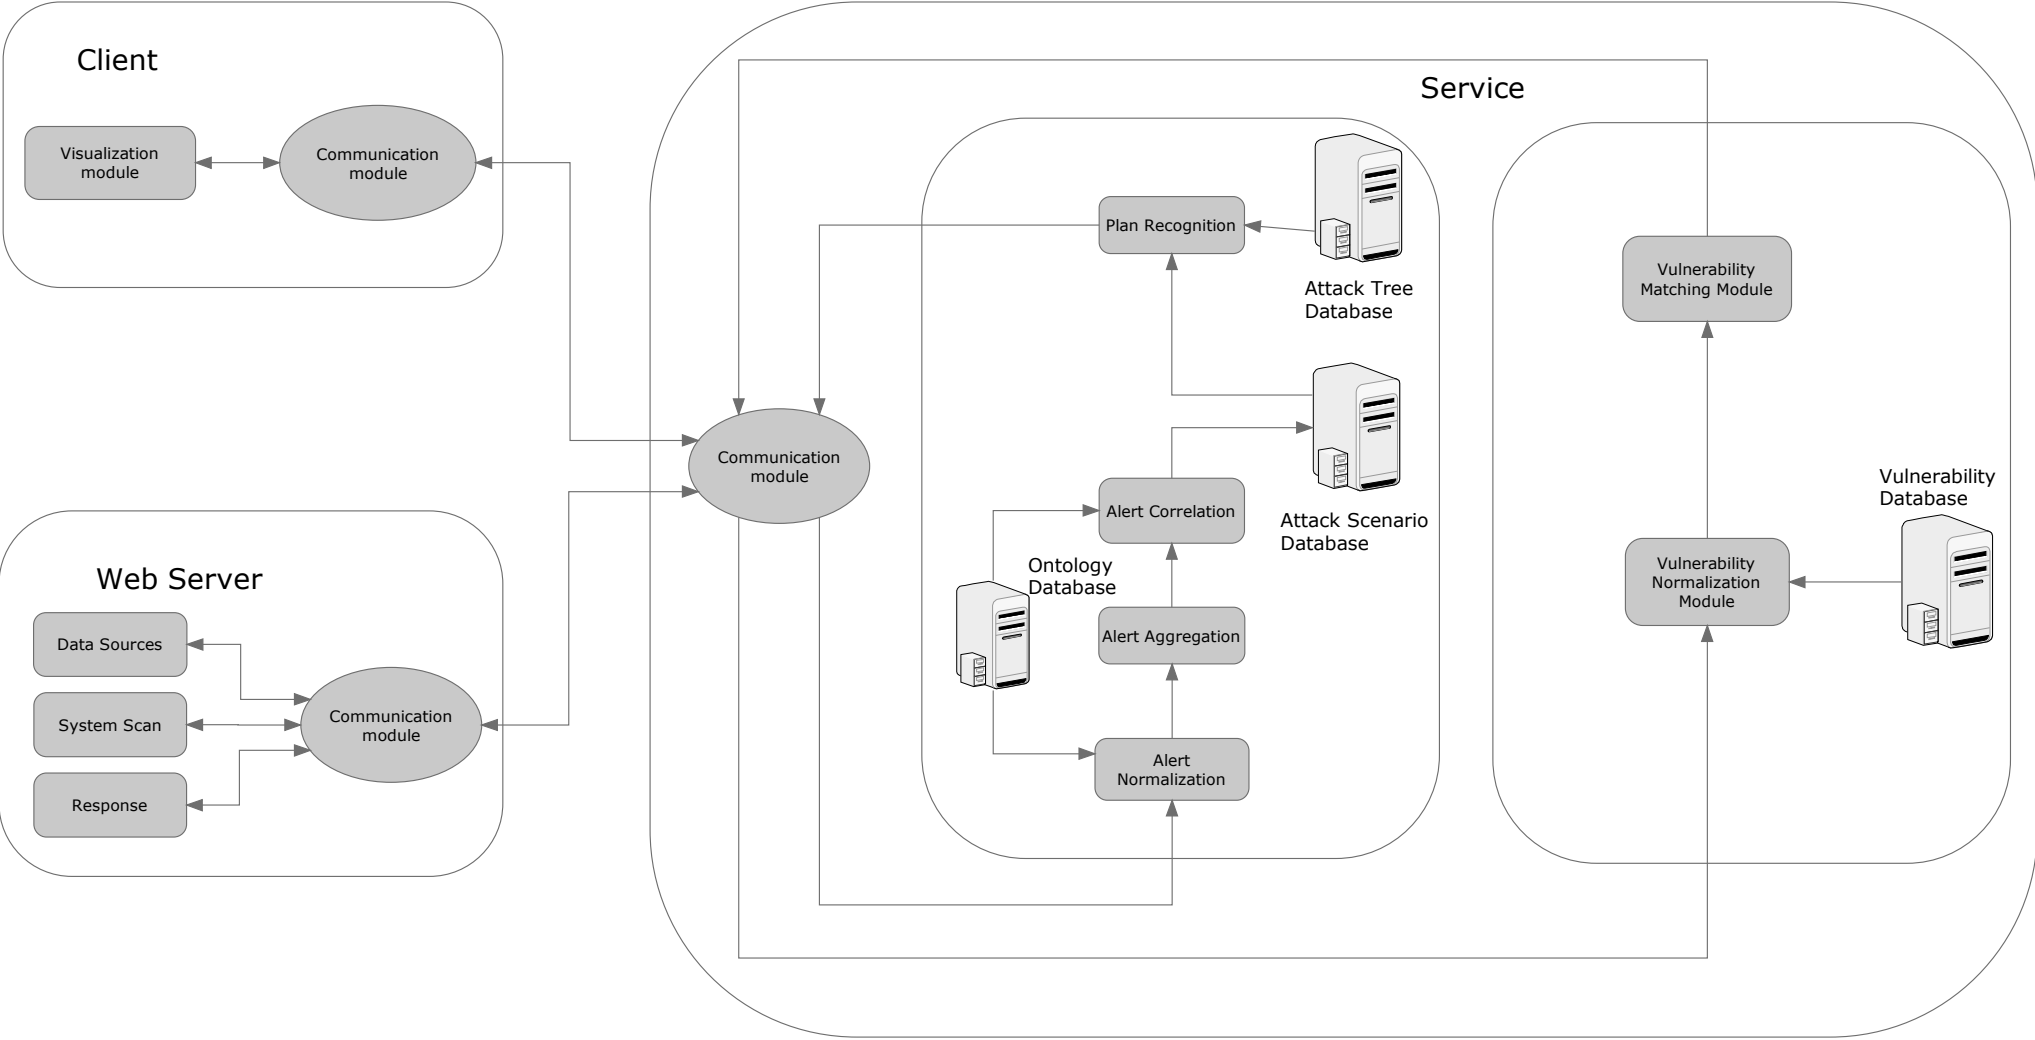 Client
Visualization
module
Communication
module
Service
Plan Recognition
Attack Tree
Database
Vulnerability
Matching Module
Communication
module
Alert Correlation
Attack Scenario
Database
Vulnerability
Database
Ontology
Database
Vulnerability
Normalization
Module
Alert Aggregation
Alert
Normalization
Web Server
Data Sources
System Scan
Response
Communication
module